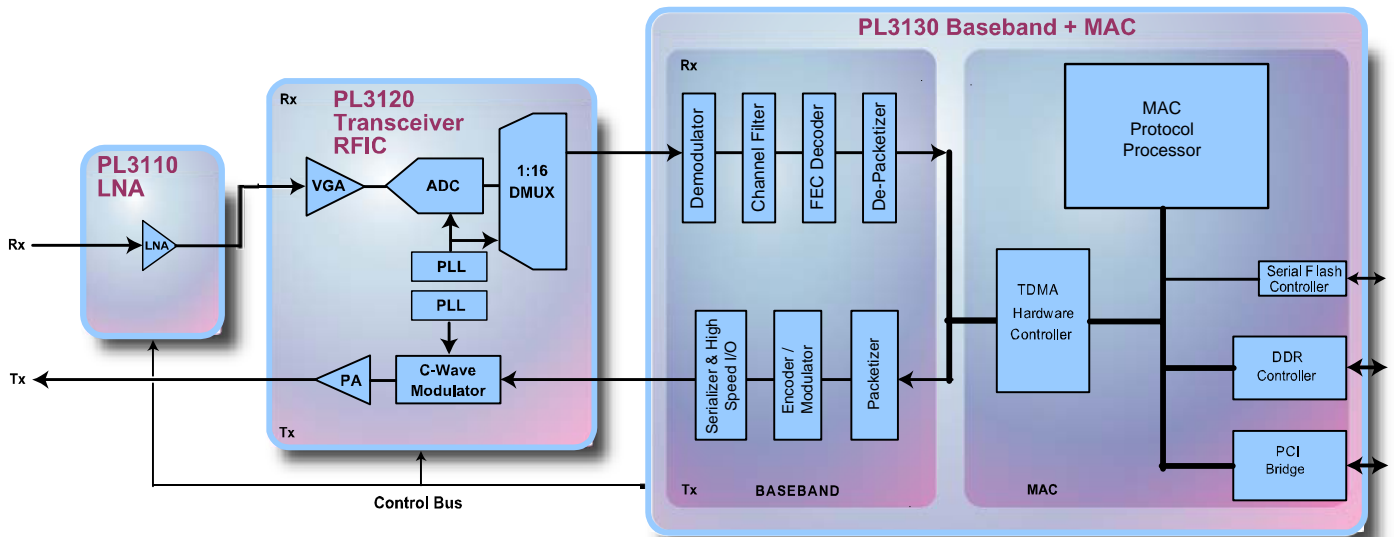 PL3130 Baseband + MAC
PL3120
Transceiver
RFIC
PL3110
LNA
Rx
Rx
LNA
VGA
ADC
1:16
DMUX
PLL
PLL
C-Wave
Modulator
PA
Tx
Tx
Control Bus
Rx
Demodulator
Channel Filter
FEC Decoder
De-Packetizer
Serializer & High
Speed I/O
Encoder /
Modulator
Packetizer
Tx
BASEBAND
MAC
Protocol
Processor
TDMA
Hardware
Controller
Serial Flash
Controller
DDR
Controller
PCI
Bridge
MAC